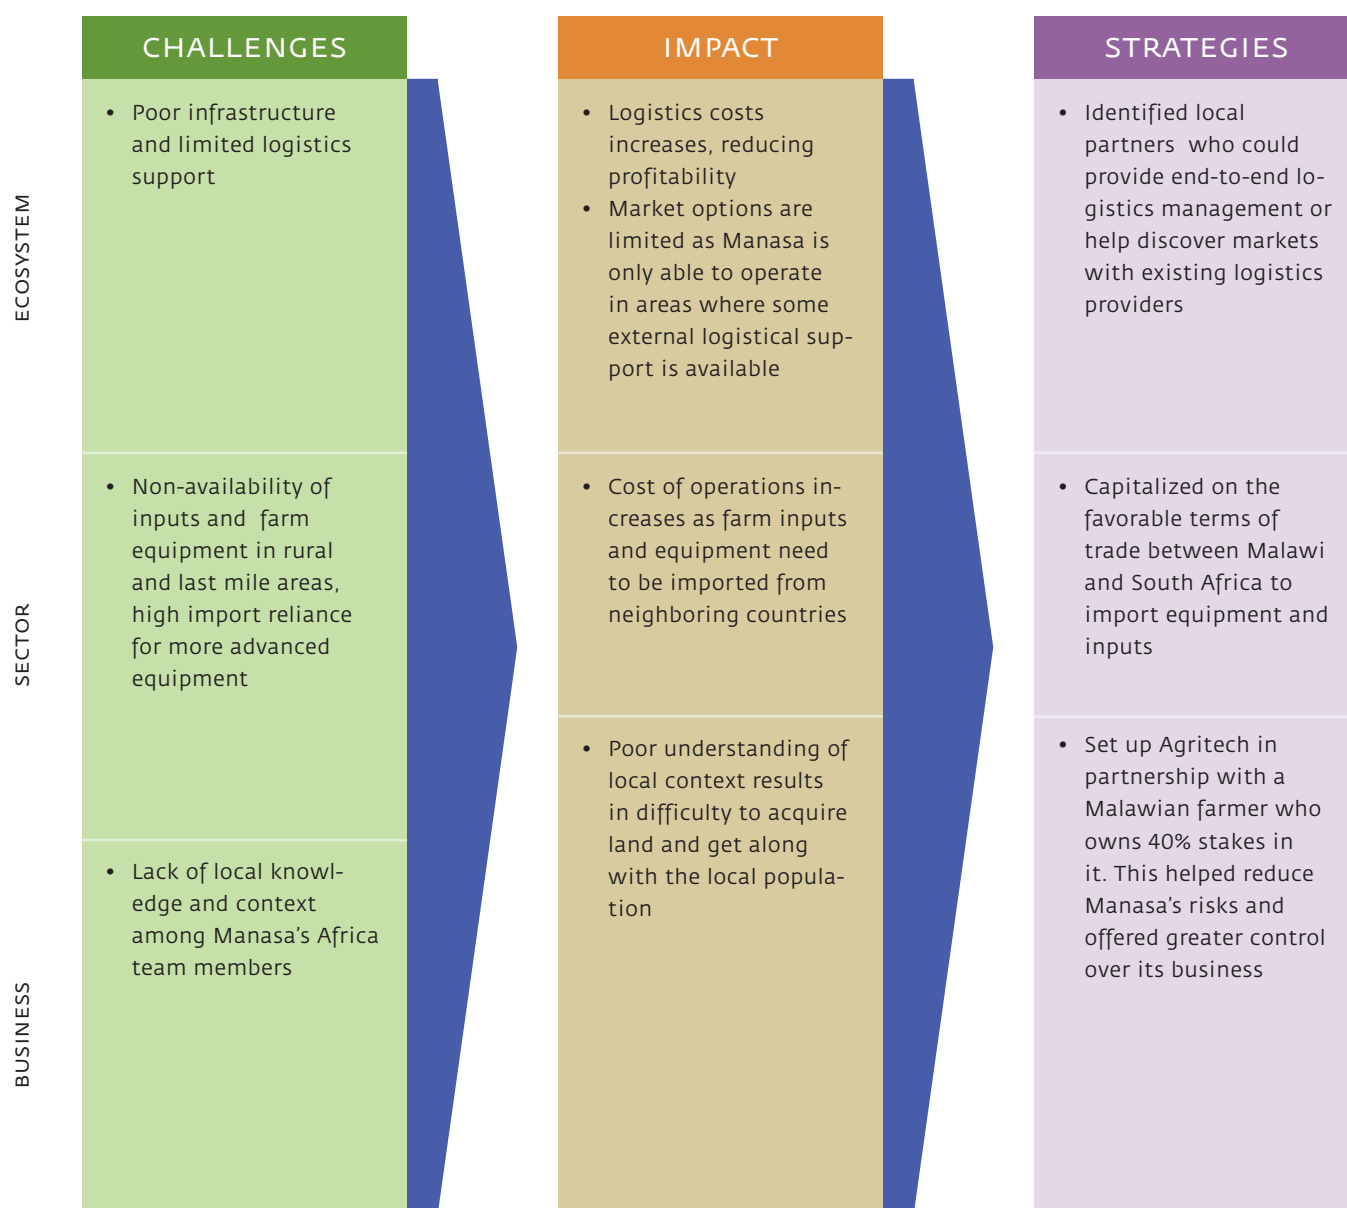 CHALLENGES
IMPACT
STRATEGIES
ECOSYSTEM
• Poor infrastructure
and limited logistics
support
• Logistics costs
increases, reducing
profitability
• Market options are
limited as Manasa is
only able to operate
in areas where some
external logistical sup-
port is available
• Identified local
partners  who could
provide end-to-end lo-
gistics management or
help discover markets
with existing logistics
providers
SECTOR
• Non-availability of
inputs and  farm
equipment in rural
and last mile areas,
high import reliance
for more advanced
equipment
• Cost of operations in-
creases as farm inputs
and equipment need
to be imported from
neighboring countries
• Capitalized on the
favorable terms of
trade between Malawi
and South Africa to
import equipment and
inputs
BUSINESS
• Lack of local knowl-
edge and context
among Manasa’s Africa
team members
• Poor understanding of
local context results
in difficulty to acquire
land and get along
with the local popula-
tion
• Set up Agritech in
partnership with a
Malawian farmer who
owns 40% stakes in
it. This helped reduce
Manasa’s risks and
offered greater control
over its business